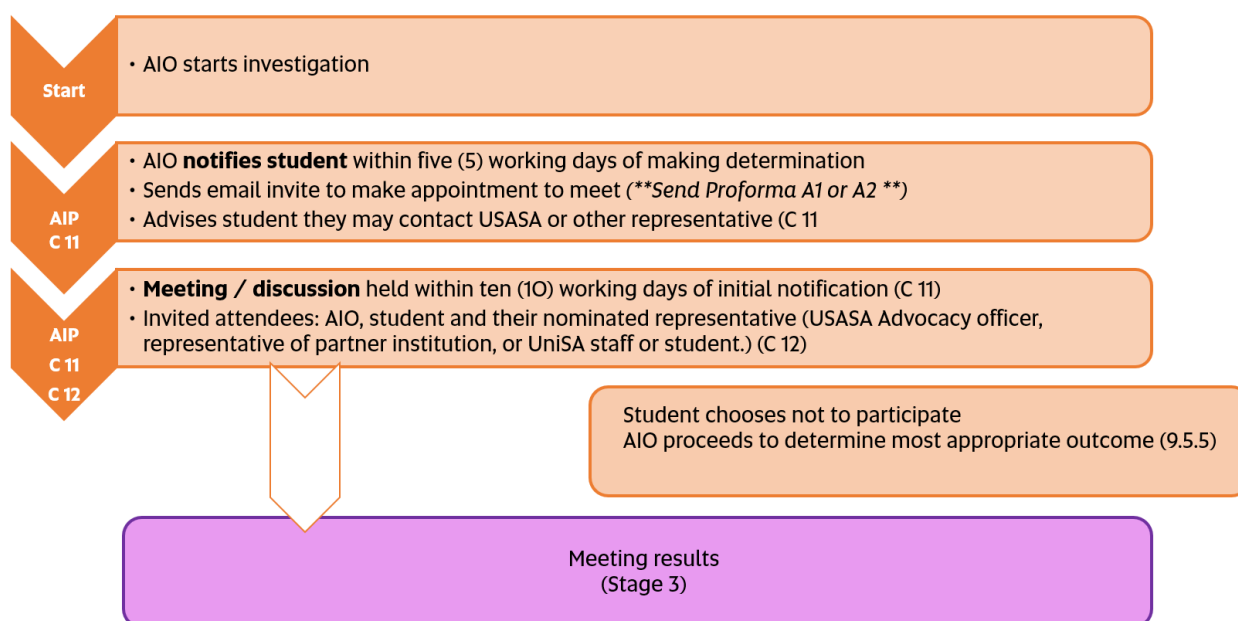 Start
• AIO starts investigation
AIP
C 11
• AIO notifies student within five (5) working days of making determination
• Sends email invite to make appointment to meet (**Send Proforma A1 or A2 **)
• Advises student they may contact USASA or other representative (C 11
AIP
C 11
C 12
• Meeting / discussion held within ten (10) working days of initial notification (C 11)
• Invited attendees: AIO, student and their nominated representative (USASA Advocacy officer,
representative of partner institution, or UniSA staff or student.) (C 12)
Student chooses not to participate
AIO proceeds to determine most appropriate outcome (9.5.5)
Meeting results
(Stage 3)